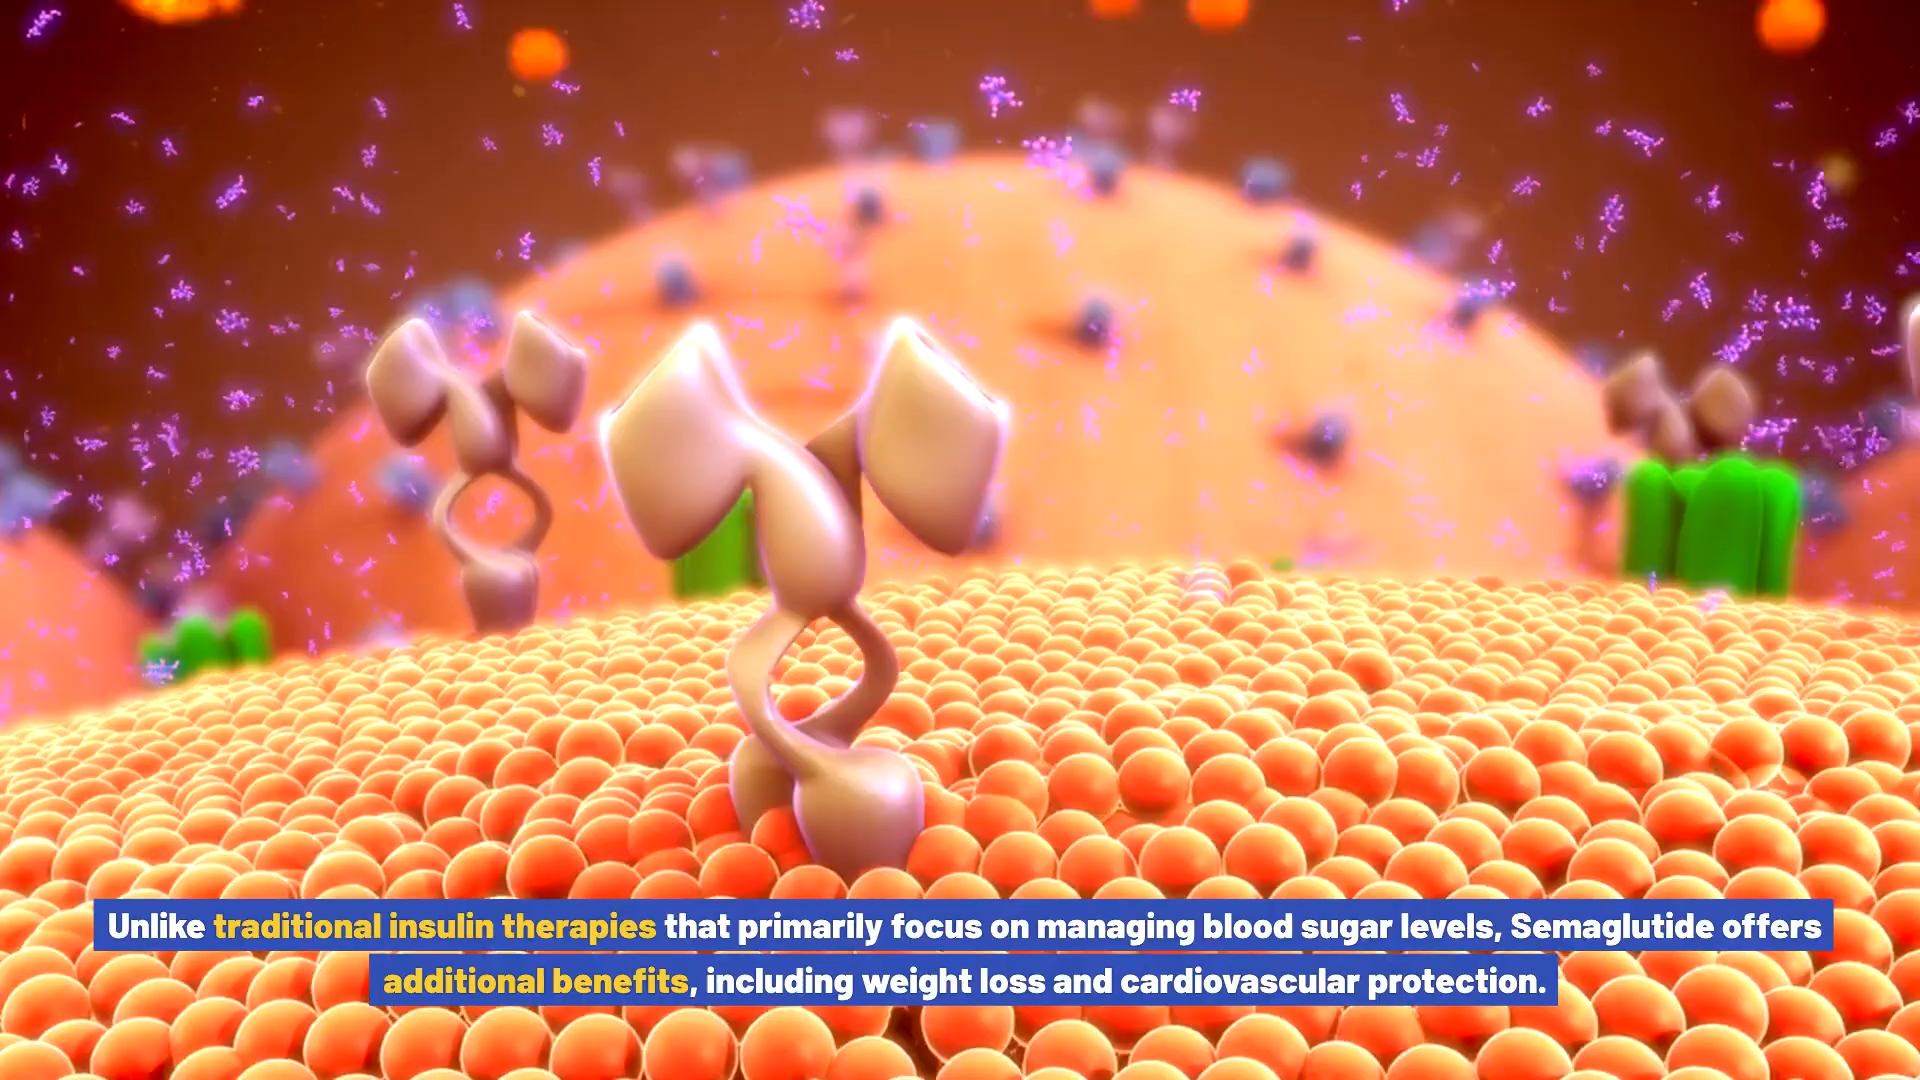 Unlike traditional insulin therapies that primarily focus on managing blood sugar levels, Semaglutide offers
additional benefits, including weight loss and cardiovascular protection.